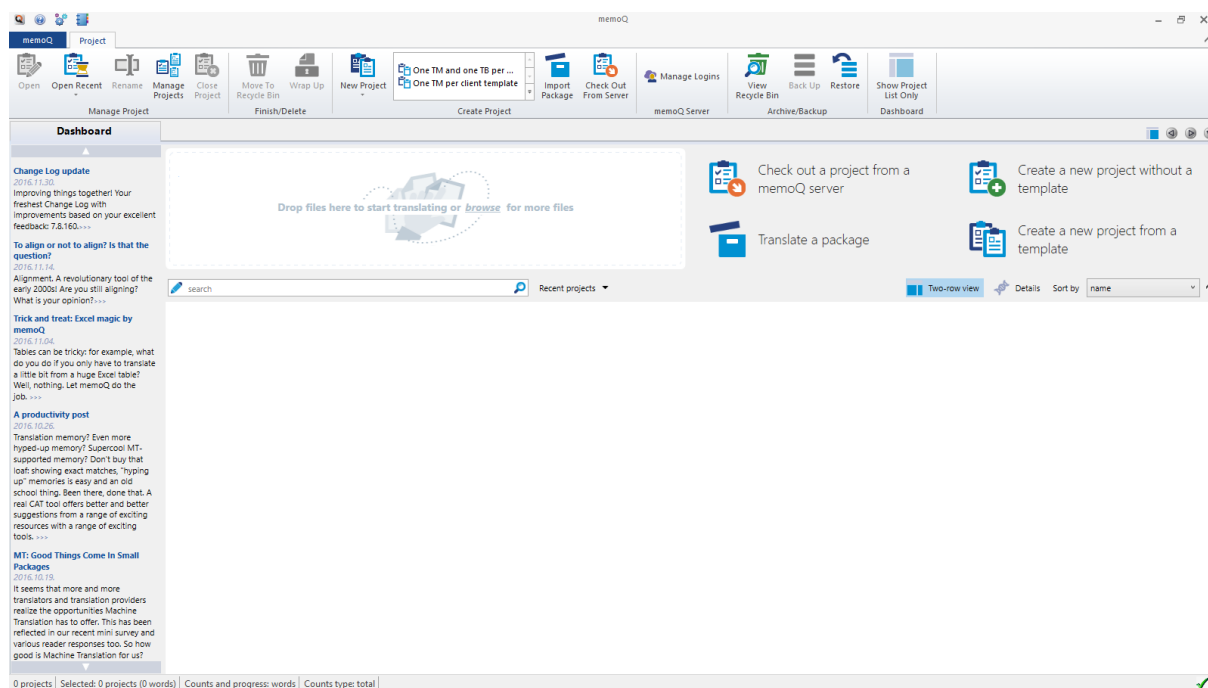 memoQ
memoQ Project
Open Open Recent Rename Manage Projects Close Project Move To Recycle Bin Wrap Up New Project One TM and one TB per ... Import Package Check Out From Server Manage Logins View Recycle Bin Back Up Restore Show Project List Only
One TM per client template
Manage Project Finish/Delete Create Project memoQ Server Archive/Backup Dashboard
Dashboard
Change Log update
2016.11.30.
Improving things together! Your
freshest Change Log with
improvements based on your excellent
feedback: 7.8.160.>>>
To align or not to align? Is that the
question?
2016.11.14.
Alignment. A revolutionary tool of the
early 2000s! Are you still aligning?
What is your opinion?>>>
Trick and treat: Excel magic by
memoQ
2016.11.04.
Tables can be tricky: for example, what
do you do if you only have to translate
a little bit from a huge Excel table?
Well, nothing. Let memoQ do the
job. >>>
A productivity post
2016.10.26.
Translation memory? Even more
hyped-up memory? Supercool MT-
supported memory? Don't buy that
loaf: showing exact matches, "hyping
up" memories is easy and an old
school thing. Been there, done that. A
real CAT tool offers better and better
suggestions from a range of exciting
resources with a range of exciting
tools. >>>
MT: Good Things Come In Small
Packages
2016.10.19.
It seems that more and more
translators and translation providers
realize the opportunities Machine
Translation has to offer. This has been
reflected in our recent mini survey and
various reader responses too. So how
good is Machine Translation for us?
Drop files here to start translating or browse for more files
Check out a project from a
memoQ server
Create a new project without a
template
Translate a package
Create a new project from a
template
search Recent projects Two-row view Details Sort by name
0 projects Selected: 0 projects (0 words) Counts and progress: words Counts type: total